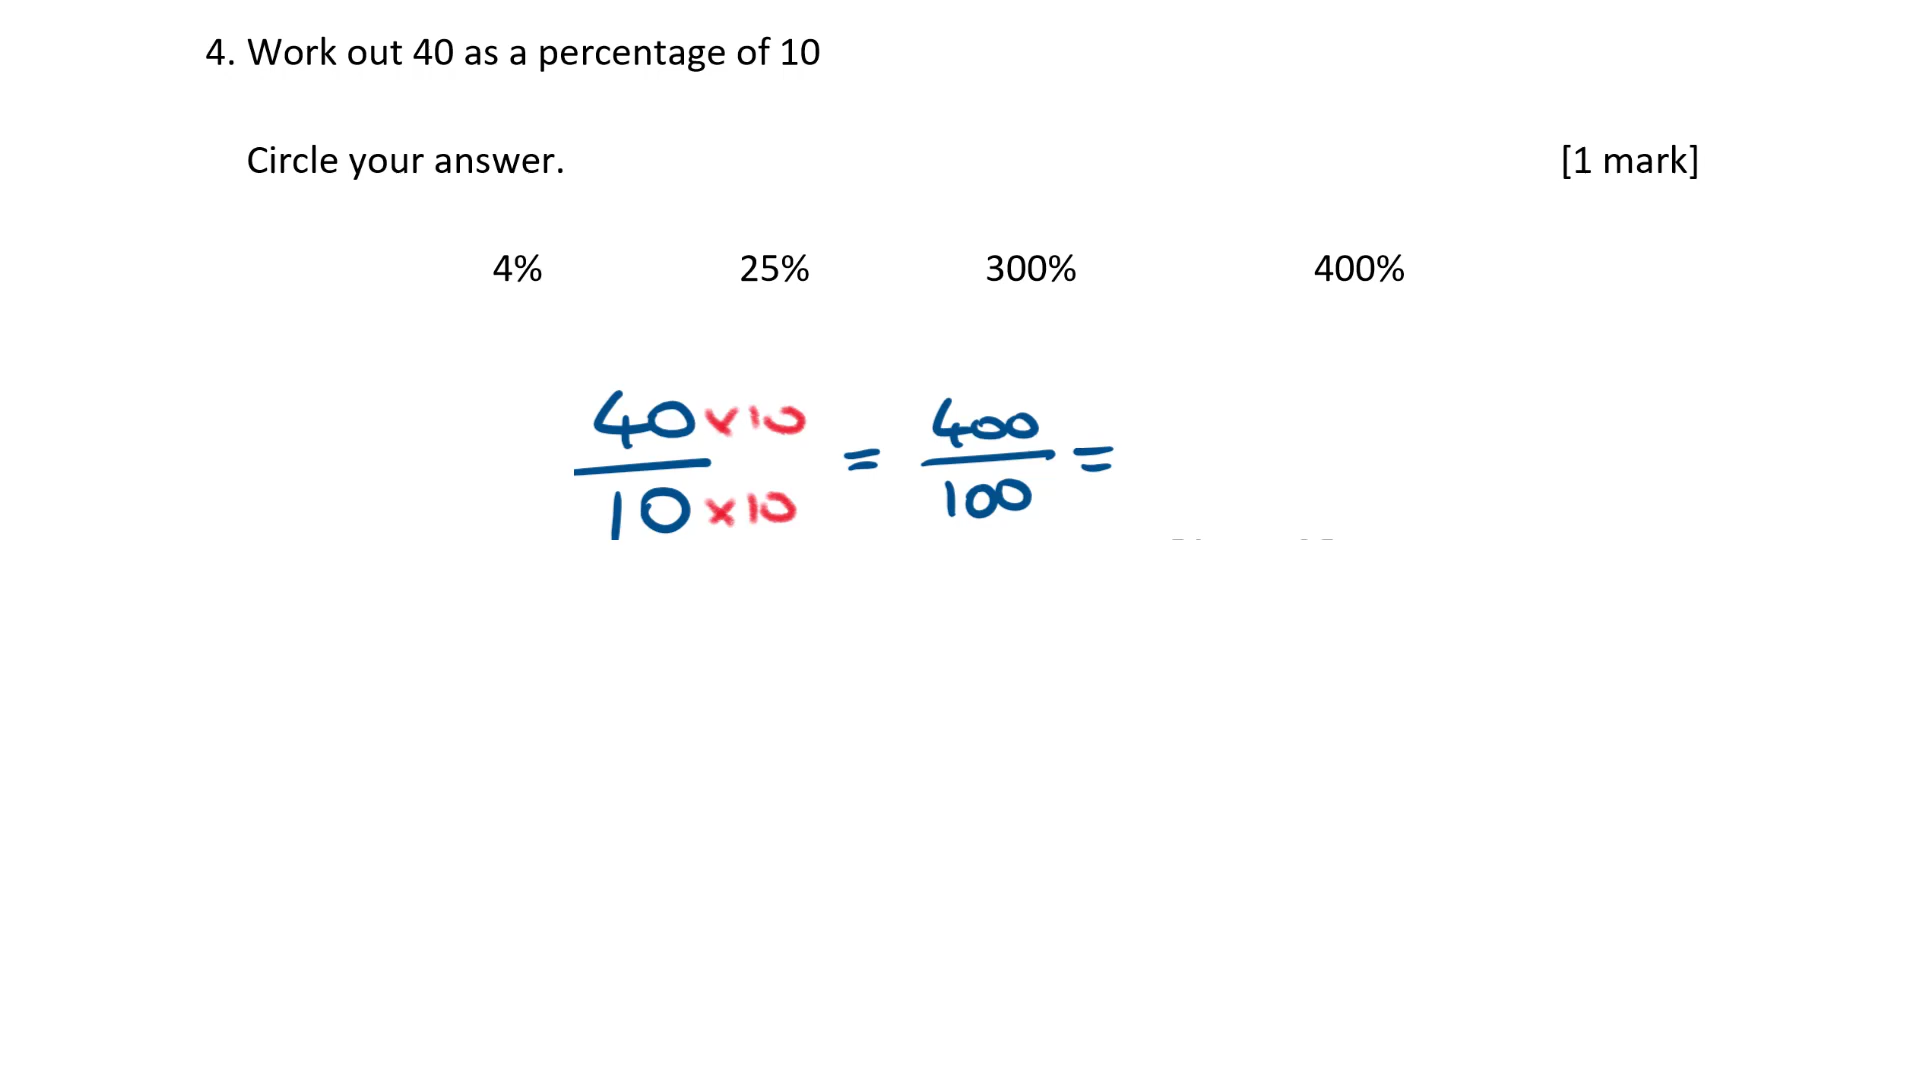 4. Work out 40 as a percentage of 10
Circle your answer. [1 mark]
4% 25% 300% 400%
40 ×10 = 400 =
10 ×10 100